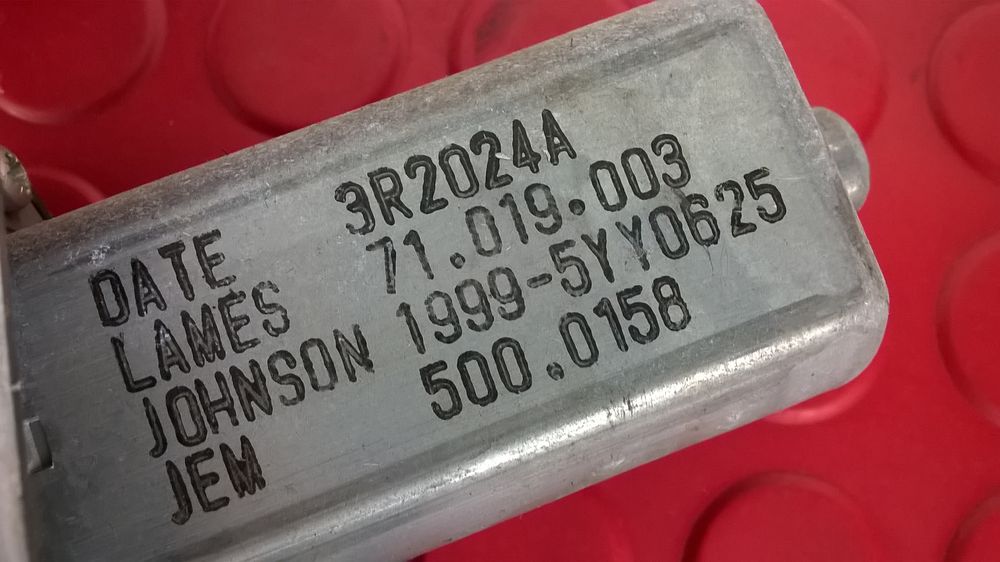 DATE 3R2024A
LAMES 71.019.003
JOHNSON 1999-5YY0625
JEM 500.0158